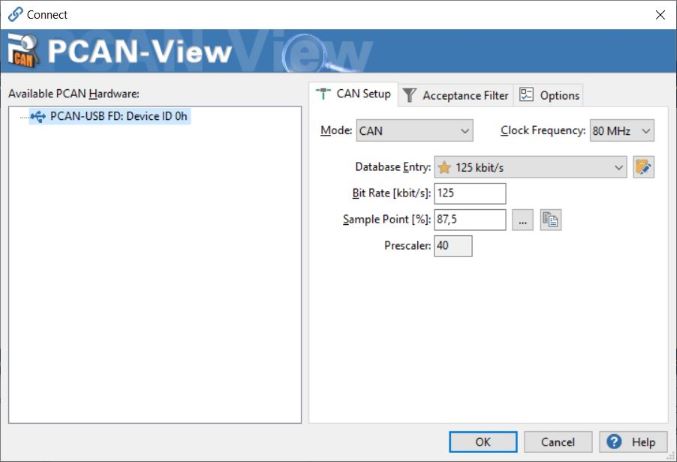 Connect
CAN
PCAN-View
Available PCAN Hardware:
PCAN-USB FD: Device ID 0h
CAN Setup
Acceptance Filter
Options
Mode: CAN
Clock Frequency: 80 MHz
Database Entry: 125 kbit/s
Bit Rate [kbit/s]: 125
Sample Point [%]: 87,5
...
Prescaler: 40
OK
Cancel
Help